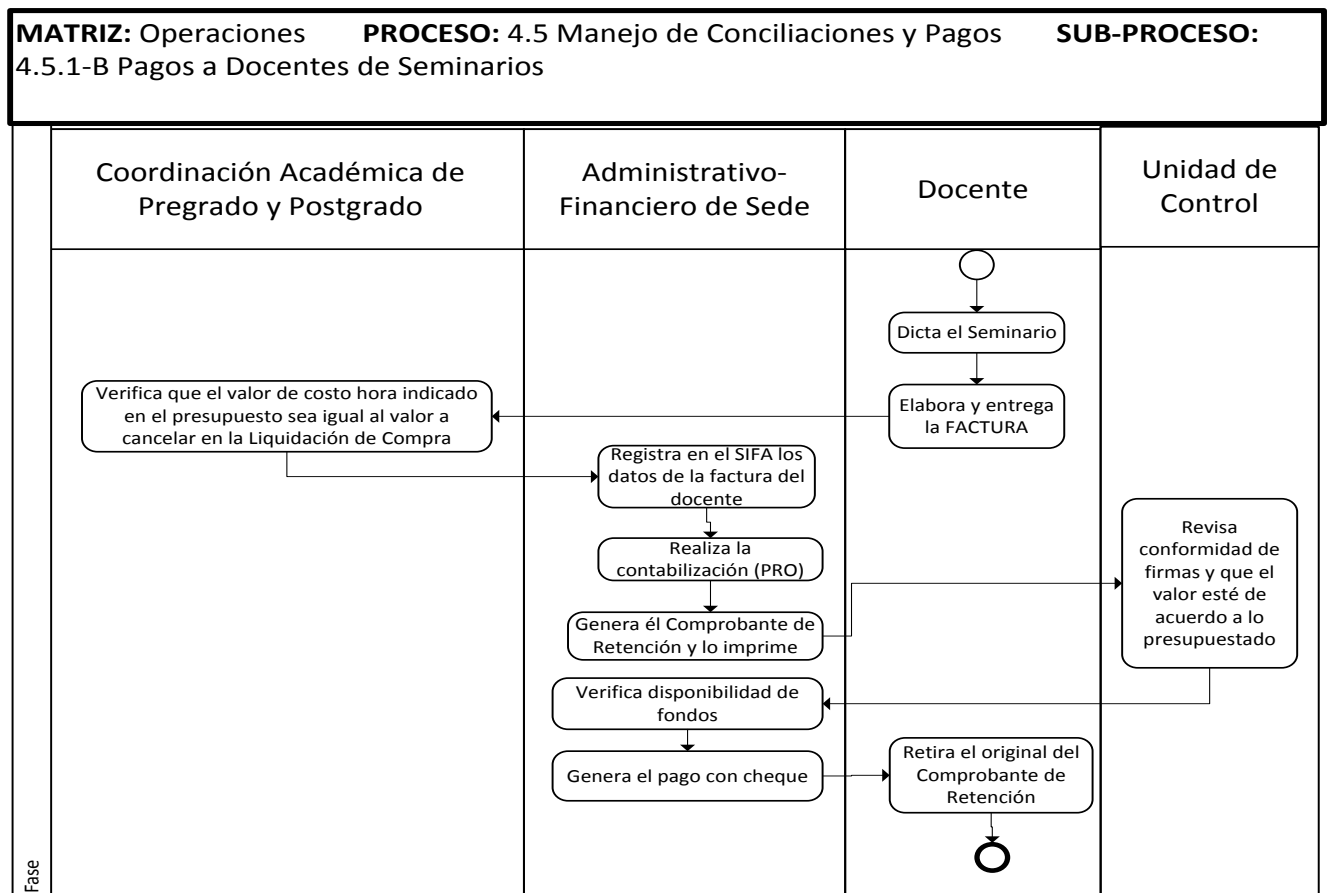 MATRIZ: Operaciones PROCESO: 4.5 Manejo de Conciliaciones y Pagos SUB-PROCESO:
4.5.1-B Pagos a Docentes de Seminarios
Coordinación Académica de
Pregrado y Postgrado
Administrativo-
Financiero de Sede
Docente
Unidad de
Control
Dicta el Seminario
Elabora y entrega
la FACTURA
Verifica que el valor de costo hora indicado
en el presupuesto sea igual al valor a
cancelar en la Liquidación de Compra
Registra en el SIFA los
datos de la factura del
docente
Realiza la
contabilización (PRO)
Genera él Comprobante de
Retención y lo imprime
Revisa
conformidad de
firmas y que el
valor esté de
acuerdo a lo
presupuestado
Verifica disponibilidad de
fondos
Genera el pago con cheque
Retira el original del
Comprobante de
Retención
Fase